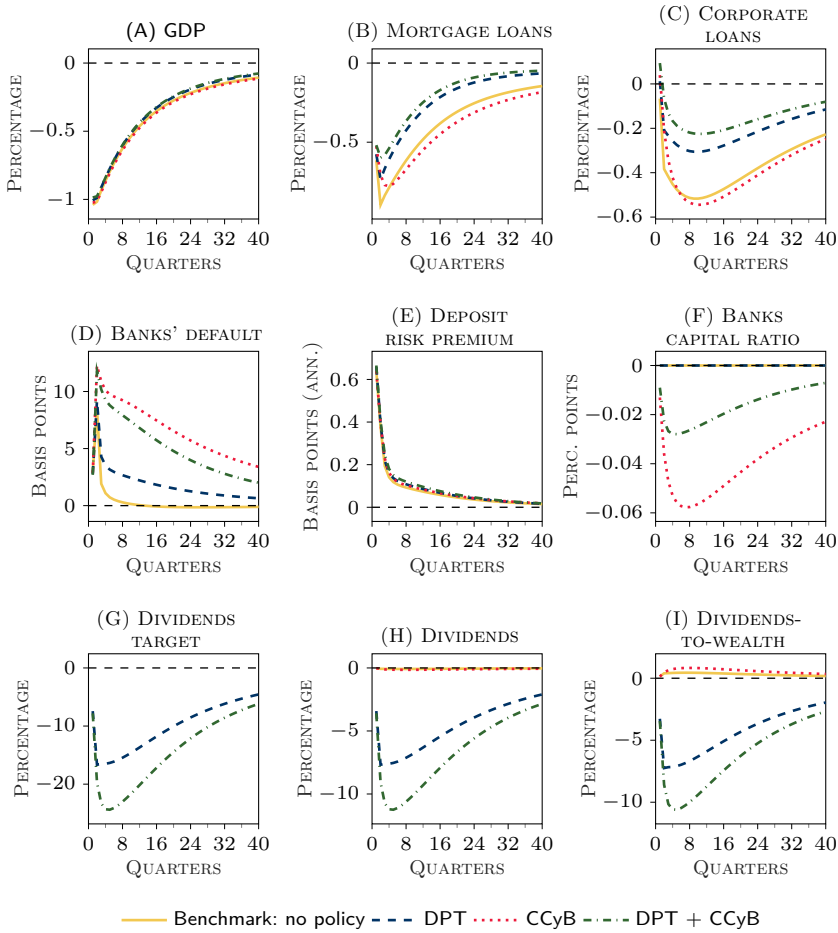 (A) GDP
(B) Mortgage loans
(C) Corporate
loans
Percentage
0
−0.5
−1
0 8 16 24 32 40
Quarters
Percentage
0
−0.5
0 8 16 24 32 40
Quarters
Percentage
0
−0.2
−0.4
−0.6
0 8 16 24 32 40
Quarters
(D) Banks' default
(E) Deposit
risk premium
(F) Banks
capital ratio
Basis points
10
5
0
0 8 16 24 32 40
Quarters
Basis points (ann.)
0.6
0.4
0.2
0
0 8 16 24 32 40
Quarters
Perc. points
0
−0.02
−0.04
−0.06
0 8 16 24 32 40
Quarters
(G) Dividends
target
(H) Dividends
(I) Dividends-
to-wealth
Percentage
0
−10
−20
0 8 16 24 32 40
Quarters
Percentage
0
−5
−10
0 8 16 24 32 40
Quarters
Percentage
0
−5
−10
0 8 16 24 32 40
Quarters
Benchmark: no policy DPT CCyB DPT + CCyB